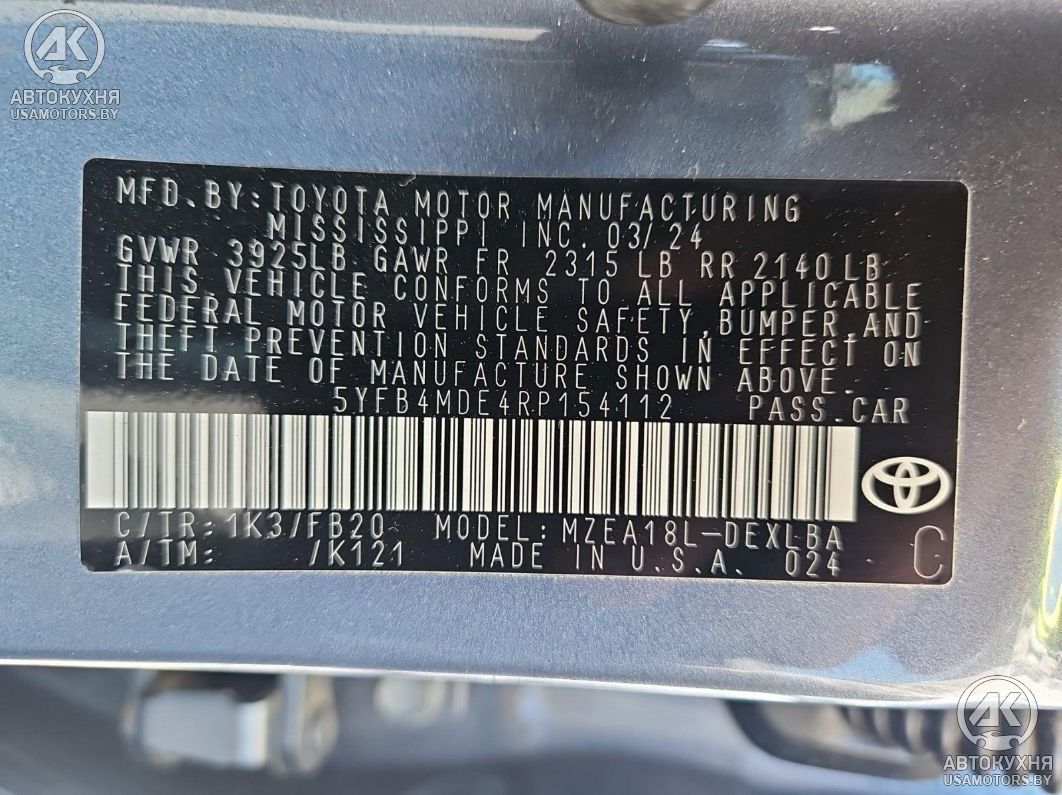 АК
АВТОКУХНЯ
USAMOTORS.BY
MFD. BY: TOYOTA MOTOR MANUFACTURING
MISSISSIPPI INC. 03/24
GVWR 3925LB GAWR FR 2315 LB RR 2140 LB
THIS VEHICLE CONFORMS TO ALL APPLICABLE
FEDERAL MOTOR VEHICLE SAFETY, BUMPER, AND
THEFT PREVENTION STANDARDS IN EFFECT ON
THE DATE OF MANUFACTURE SHOWN ABOVE.
5YFB4MDE4RP154112 PASS. CAR
C/TR: 1K3/FB20 MODEL: MZEA18L-DEXLBA
A/TM: /K121 MADE IN U.S.A. 024 C
АК
АВТОКУХНЯ
USAMOTORS.BY